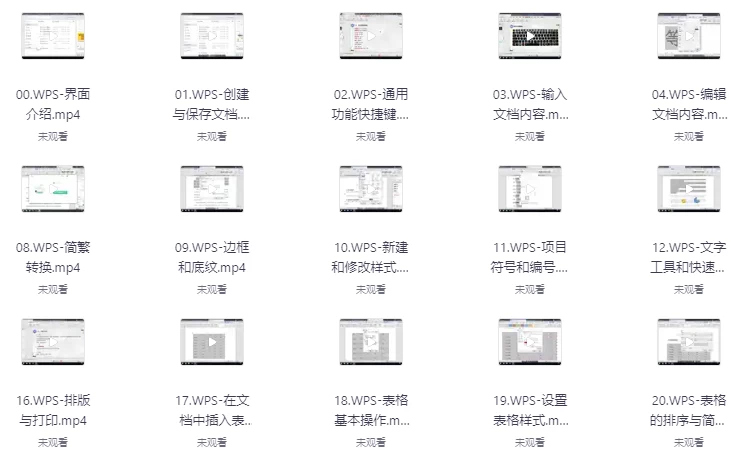 00.WPS-界面
介绍.mp4
未观看
01.WPS-创建
与保存文档....
未观看
02.WPS-通用
功能快捷键....
未观看
03.WPS-输入
文档内容.m...
未观看
04.WPS-编辑
文档内容.m...
未观看
08.WPS-简繁
转换.mp4
未观看
09.WPS-边框
和底纹.mp4
未观看
10.WPS-新建
和修改样式....
未观看
11.WPS-项目
符号和编号....
未观看
12.WPS-文字
工具和快速...
未观看
16.WPS-排版
与打印.mp4
未观看
17.WPS-在文
档中插入表...
未观看
18.WPS-表格
基本操作.m...
未观看
19.WPS-设置
表格样式.m...
未观看
20.WPS-表格
的排序与简...
未观看